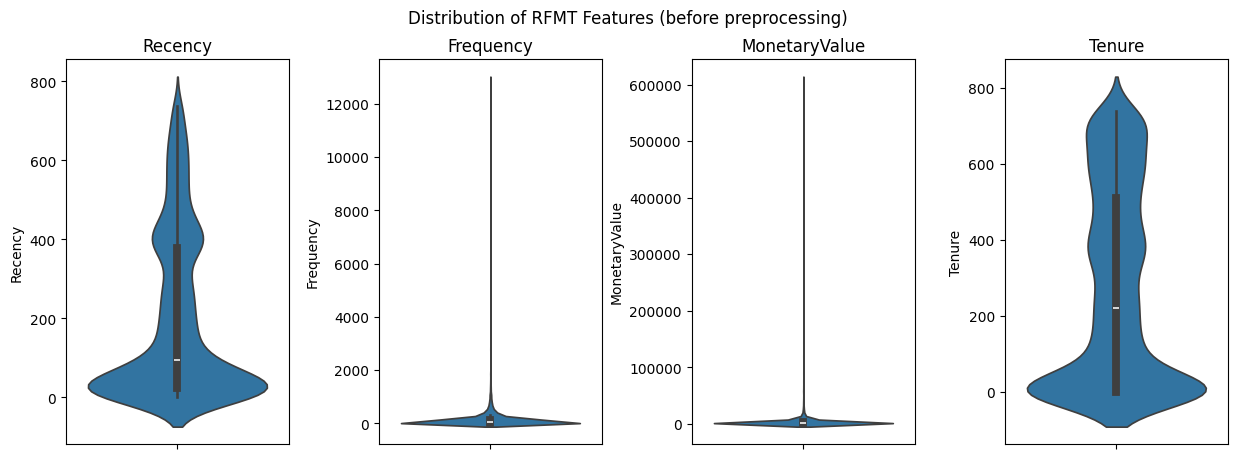 Distribution of RFMT Features (before preprocessing)
Recency
Frequency
MonetaryValue
Tenure
Recency
800
600
400
200
0
Frequency
12000
10000
8000
6000
4000
2000
0
MonetaryValue
600000
500000
400000
300000
200000
100000
0
Tenure
800
600
400
200
0